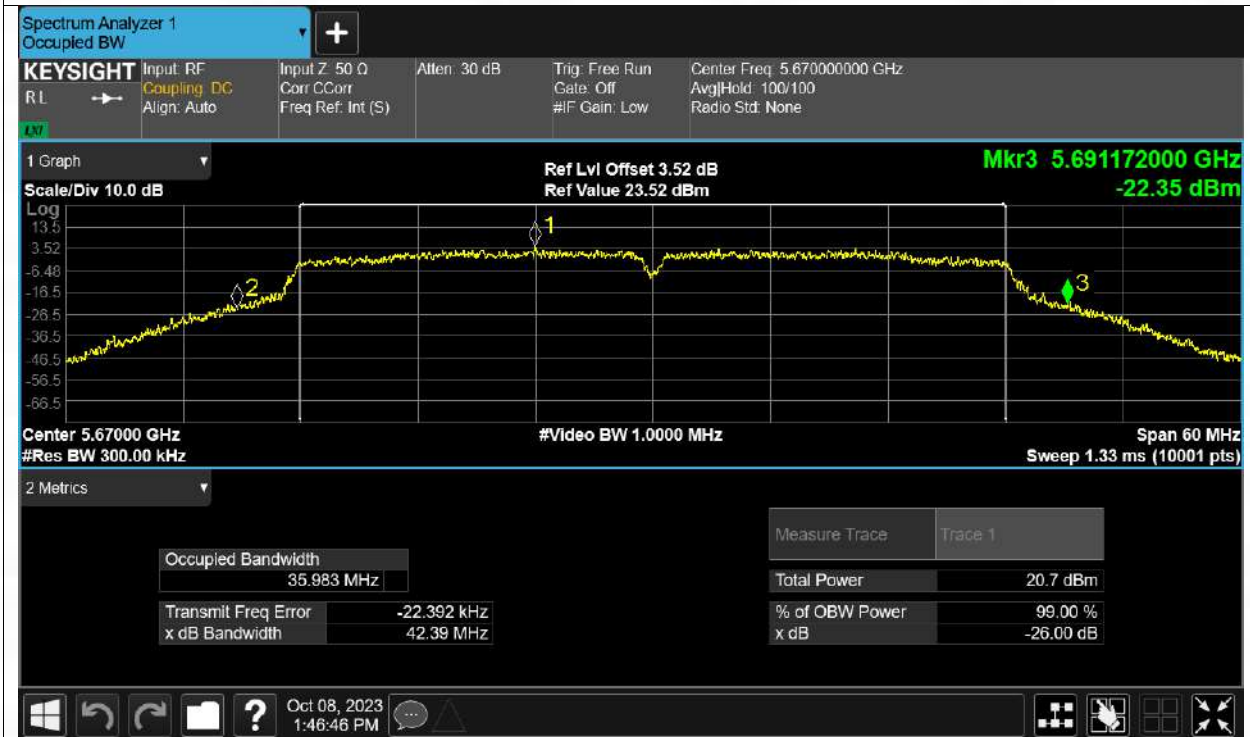 Spectrum Analyzer 1
Occupied BW
+
KEYSIGHT
R L
LXI
Input: RF
Coupling: DC
Align: Auto
Input Z: 50 Ω
Corr CCorr
Freq Ref: Int (S)
Atten: 30 dB
Trig: Free Run
Gate: Off
#IF Gain: Low
Center Freq: 5.670000000 GHz
Avg|Hold: 100/100
Radio Std: None
1 Graph
Scale/Div 10.0 dB
Ref Lvl Offset 3.52 dB
Ref Value 23.52 dBm
Mkr3 5.691172000 GHz
-22.35 dBm
Log
13.5
3.52
-6.48
-16.5
-26.5
-36.5
-46.5
-56.5
-66.5
1
2
3
Center 5.67000 GHz
#Res BW 300.00 kHz
#Video BW 1.0000 MHz
Span 60 MHz
Sweep 1.33 ms (10001 pts)
2 Metrics
Occupied Bandwidth
35.983 MHz
Transmit Freq Error -22.392 kHz
x dB Bandwidth 42.39 MHz
Measure Trace Trace 1
Total Power 20.7 dBm
% of OBW Power 99.00 %
x dB -26.00 dB
?
Oct 08, 2023
1:46:46 PM